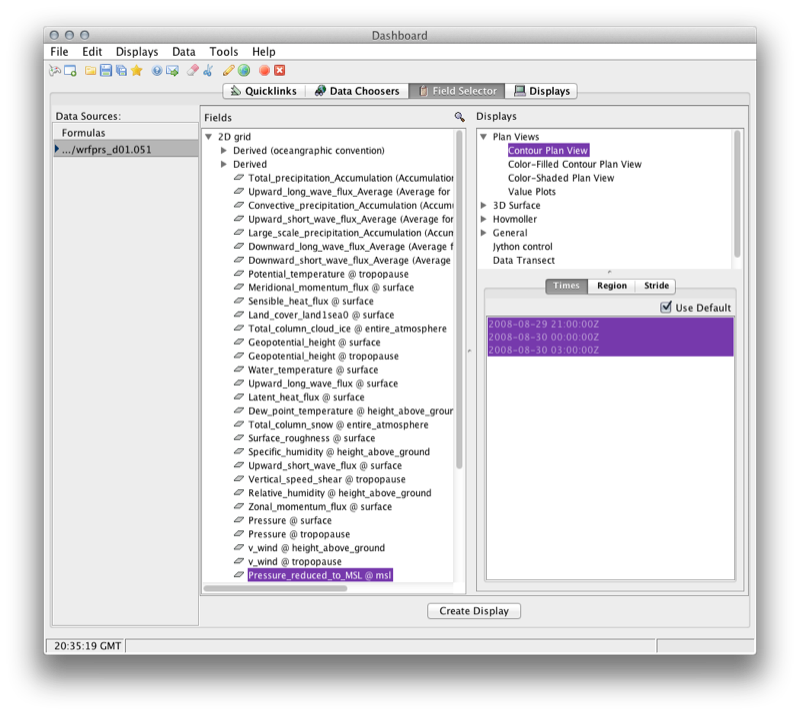 Dashboard
File Edit Displays Data Tools Help
Quicklinks Data Choosers Field Selector Displays
Data Sources:
Formulas
.../wrfprs_d01.051
Fields
2D grid
Derived (oceanographic convention)
Derived
Total_precipitation_Accumulation (Accumulation
Upward_long_wave_flux_Average (Average for
Convective_precipitation_Accumulation (Accum
Upward_short_wave_flux_Average (Average for
Large_scale_precipitation_Accumulation (Accum
Downward_long_wave_flux_Average (Average f
Downward_short_wave_flux_Average (Average
Potential_temperature @ tropopause
Meridional_momentum_flux @ surface
Sensible_heat_flux @ surface
Land_cover_land1sea0 @ surface
Total_column_cloud_ice @ entire_atmosphere
Geopotential_height @ surface
Geopotential_height @ tropopause
Water_temperature @ surface
Upward_long_wave_flux @ surface
Latent_heat_flux @ surface
Dew_point_temperature @ height_above_groun
Total_column_snow @ entire_atmosphere
Surface_roughness @ surface
Specific_humidity @ height_above_ground
Upward_short_wave_flux @ surface
Vertical_speed_shear @ tropopause
Relative_humidity @ height_above_ground
Zonal_momentum_flux @ surface
Pressure @ surface
Pressure @ tropopause
v_wind @ height_above_ground
v_wind @ tropopause
Pressure_reduced_to_MSL @ msl
Displays
Plan Views
Contour Plan View
Color-Filled Contour Plan View
Color-Shaded Plan View
Value Plots
3D Surface
Hovmoller
General
Jython control
Data Transect
Times Region Stride
Use Default
2008-08-29 21:00:00Z
2008-08-30 00:00:00Z
2008-08-30 03:00:00Z
Create Display
20:35:19 GMT